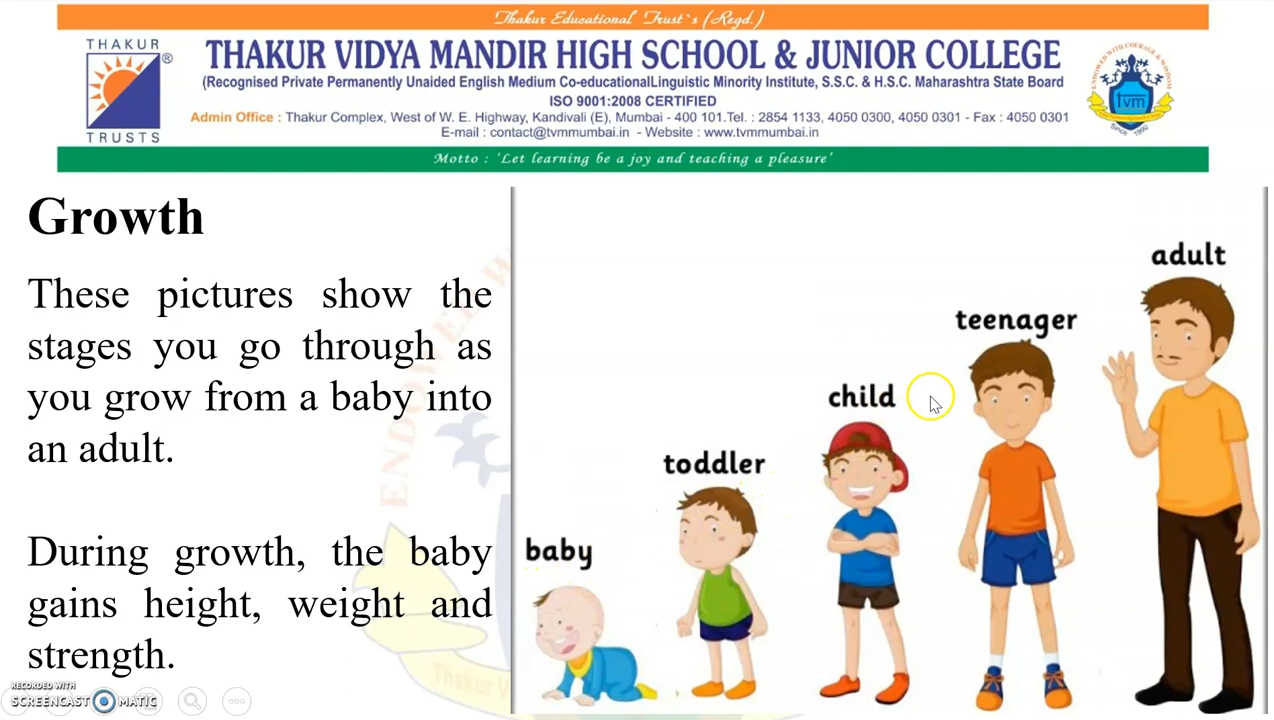 Thakur Educational Trust`s (Regd.)
THAKUR
®
TRUSTS
THAKUR VIDYA MANDIR HIGH SCHOOL & JUNIOR COLLEGE
(Recognised Private Permanently Unaided English Medium Co-educationalLinguistic Minority Institute, S.S.C. & H.S.C. Maharashtra State Board
ISO 9001:2008 CERTIFIED
Admin Office : Thakur Complex, West of W. E. Highway, Kandivali (E), Mumbai - 400 101.Tel. : 2854 1133, 4050 0300, 4050 0301 - Fax : 4050 0301
E-mail : contact@tvmmumbai.in - Website : www.tvmmumbai.in
tvm
Since 1990
Motto : ‘Let learning be a joy and teaching a pleasure’
Growth
These pictures show the
stages you go through as
you grow from a baby into
an adult.
During growth, the baby
gains height, weight and
strength.
baby
toddler
child
teenager
adult
RECORDED WITH
SCREENCAST MATIC